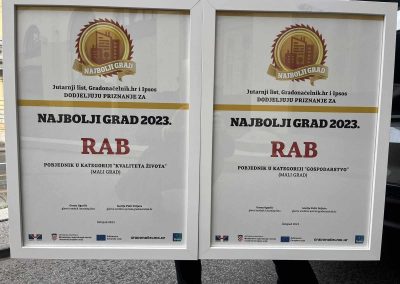 NAJBOLJI GRAD
Jutarnji list, Gradonačelnik.hr i Ipsos
DODJELJUJU PRIZNANJE ZA
NAJBOLJI GRAD 2023.
RAB
POBJEDNIK U KATEGORIJI "KVALITETA ŽIVOTA"
(MALI GRAD)
NAJBOLJI GRAD
Jutarnji list, Gradonačelnik.hr i Ipsos
DODJELJUJU PRIZNANJE ZA
NAJBOLJI GRAD 2023.
RAB
POBJEDNIK U KATEGORIJI "GOSPODARSTVO"
(MALI GRAD)